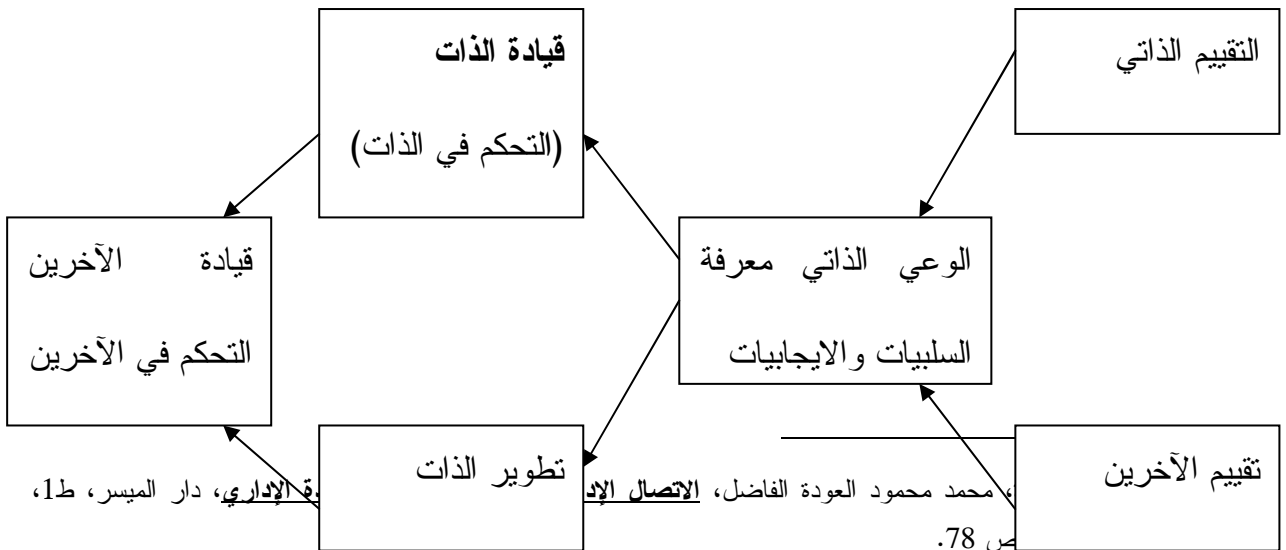 التقييم الذاتي
قيادة الذات
(التحكم في الذات)
الوعي الذاتي معرفة
السلبيات والايجابيات
قيادة الآخرين
التحكم في الآخرين
تقييم الآخرين
تطوير الذات
، محمد محمود العودة الفاضل، الاتصال الإد
ة الإداري، دار الميسر، ط1،
ص 78.